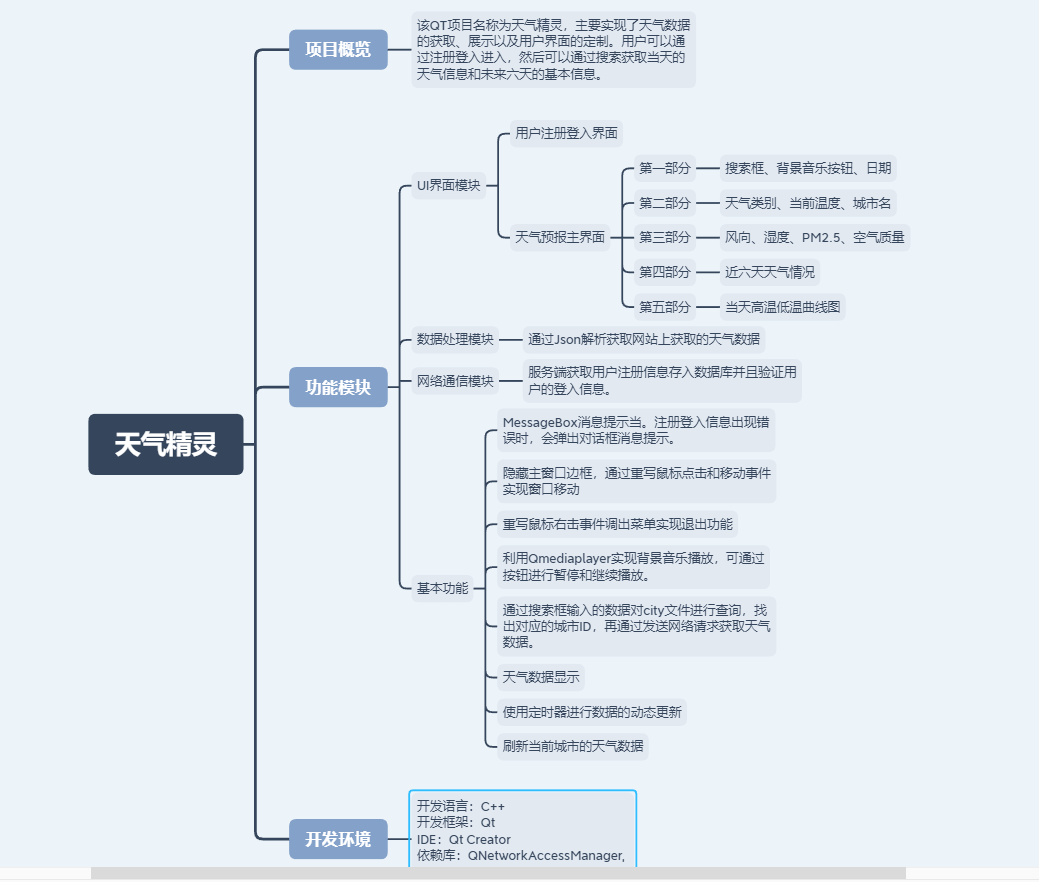 天气精灵
项目概览
该QT项目名称为天气精灵，主要实现了天气数据
的获取、展示以及用户界面的定制。用户可以通
过注册登入进入，然后可以通过搜索获取当天的
天气信息和未来六天的基本信息。
功能模块
UI界面模块
用户注册登入界面
天气预报主界面
第一部分
搜索框、背景音乐按钮、日期
第二部分
天气类别、当前温度、城市名
第三部分
风向、湿度、PM2.5、空气质量
第四部分
近六天天气情况
第五部分
当天高温低温曲线图
数据处理模块
通过Json解析获取网站上获取的天气数据
网络通信模块
服务端获取用户注册信息存入数据库并且验证用
户的登入信息。
基本功能
MessageBox消息提示当。注册登入信息出现错
误时，会弹出对话框消息提示。
隐藏主窗口边框，通过重写鼠标点击和移动事件
实现窗口移动
重写鼠标右击事件调出菜单实现退出功能
利用Qmediaplayer实现背景音乐播放，可通过
按钮进行暂停和继续播放。
通过搜索框输入的数据对city文件进行查询，找
出对应的城市ID，再通过发送网络请求获取天气
数据。
天气数据显示
使用定时器进行数据的动态更新
刷新当前城市的天气数据
开发环境
开发语言：C++
开发框架：Qt
IDE：Qt Creator
依赖库：QNetworkAccessManager,